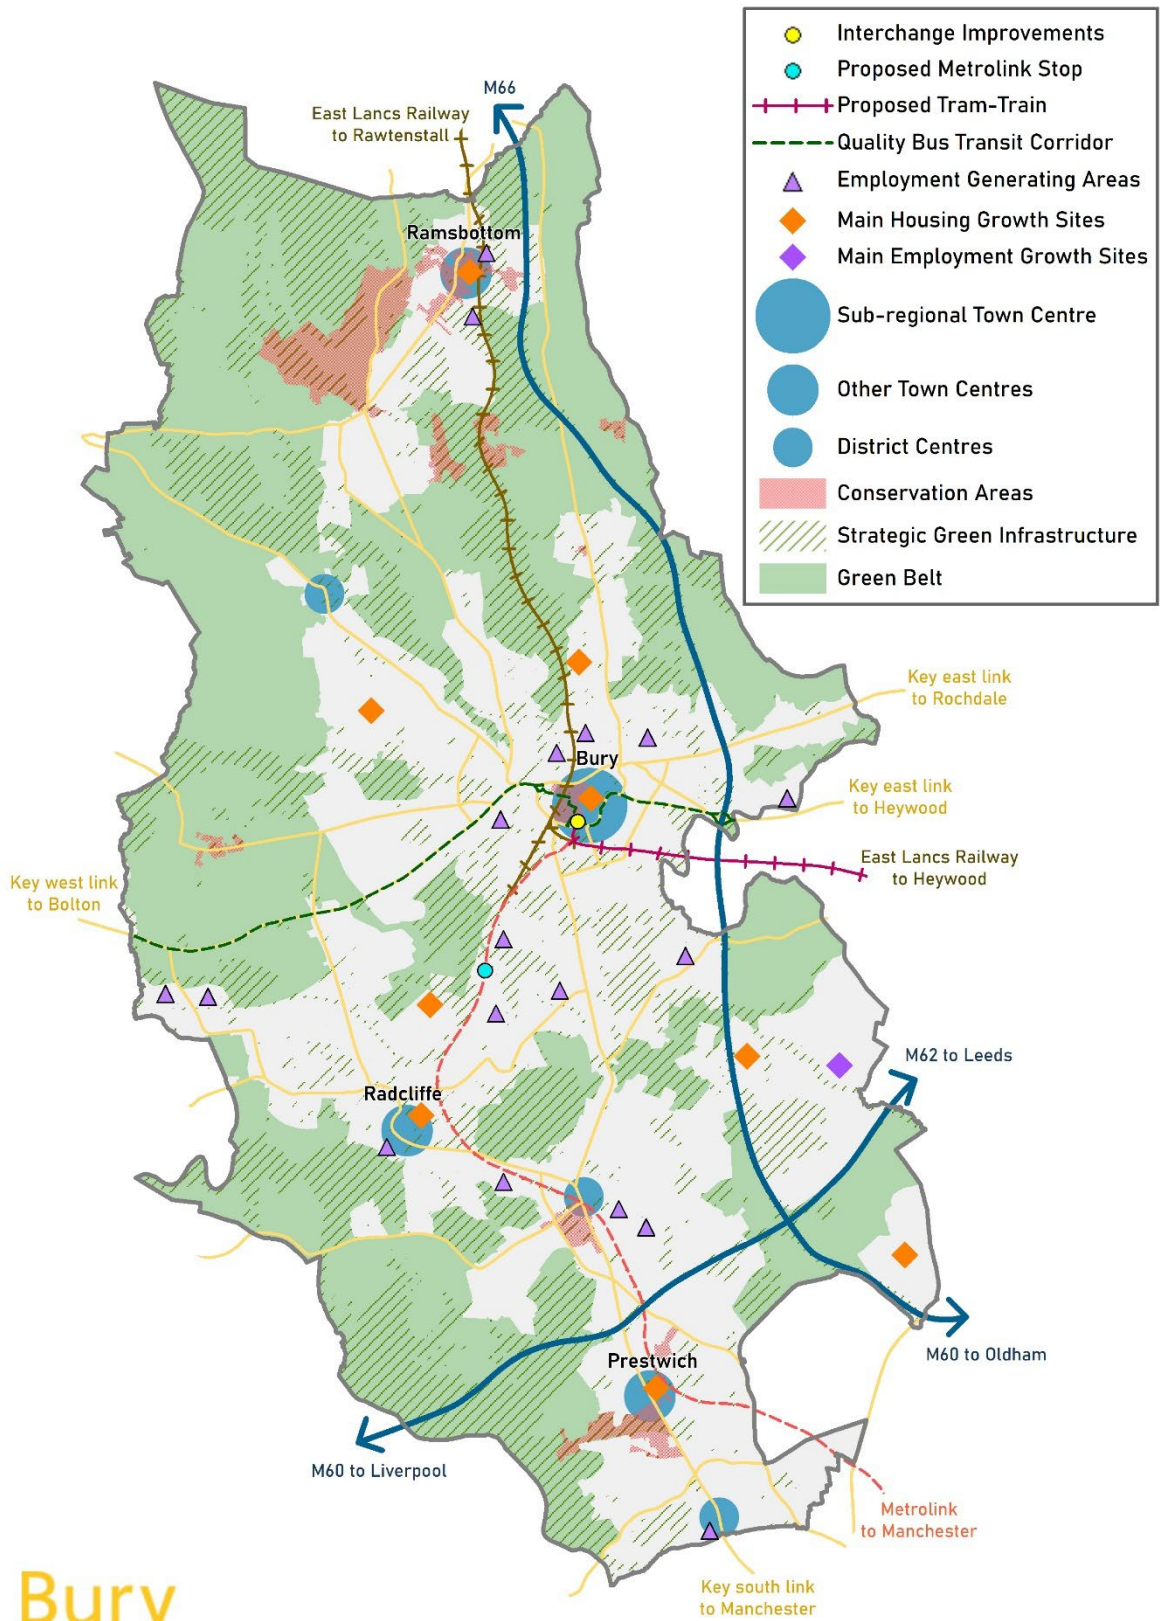 Interchange Improvements
Proposed Metrolink Stop
Proposed Tram-Train
Quality Bus Transit Corridor
Employment Generating Areas
Main Housing Growth Sites
Main Employment Growth Sites
Sub-regional Town Centre
Other Town Centres
District Centres
Conservation Areas
Strategic Green Infrastructure
Green Belt
M66
East Lancs Railway
to Rawtenstall
Ramsbottom
Key east link
to Rochdale
Bury
Key east link
to Heywood
East Lancs Railway
to Heywood
Key west link
to Bolton
M62 to Leeds
Radcliffe
M60 to Oldham
Prestwich
M60 to Liverpool
Metrolink
to Manchester
Key south link
to Manchester
Bury